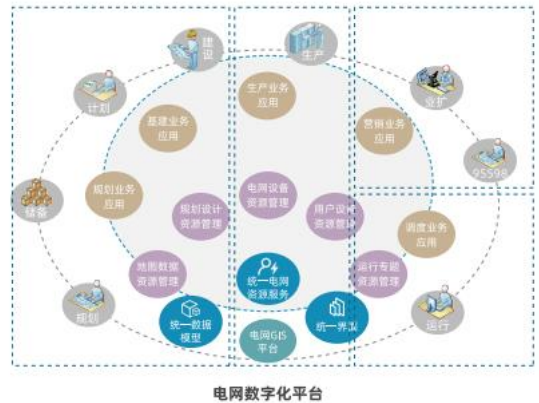 建
设
生产
计划
业扩
生产业务
应用
基建业务
应用
营销业务
应用
95598
规划业务
应用
储备
电网设备
资源管理
规划设计
资源管理
用户设
资源管理
调度业务
应用
地图数据
资源管理
统一电网
资源服务
运行专题
资源管理
规划
统一数据
模型
统一界
运行
电网GIS
平台
电网数字化平台